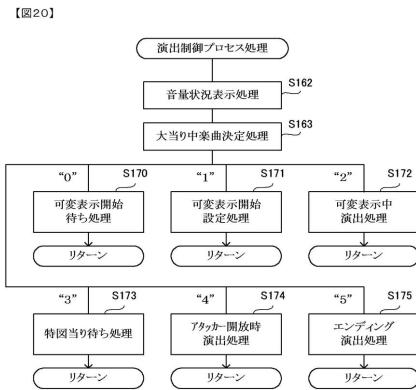 【図20】
演出制御プロセス処理
S162
音量状況表示処理
S163
大当り中楽曲決定処理
“0” S170 “1” S171 “2” S172
可変表示開始
待ち処理
可変表示開始
設定処理
可変表示中
演出処理
リターン リターン リターン
“3” S173 “4” S174 “5” S175
特図当り待ち処理
アタッカー開放時
演出処理
エンディング
演出処理
リターン リターン リターン